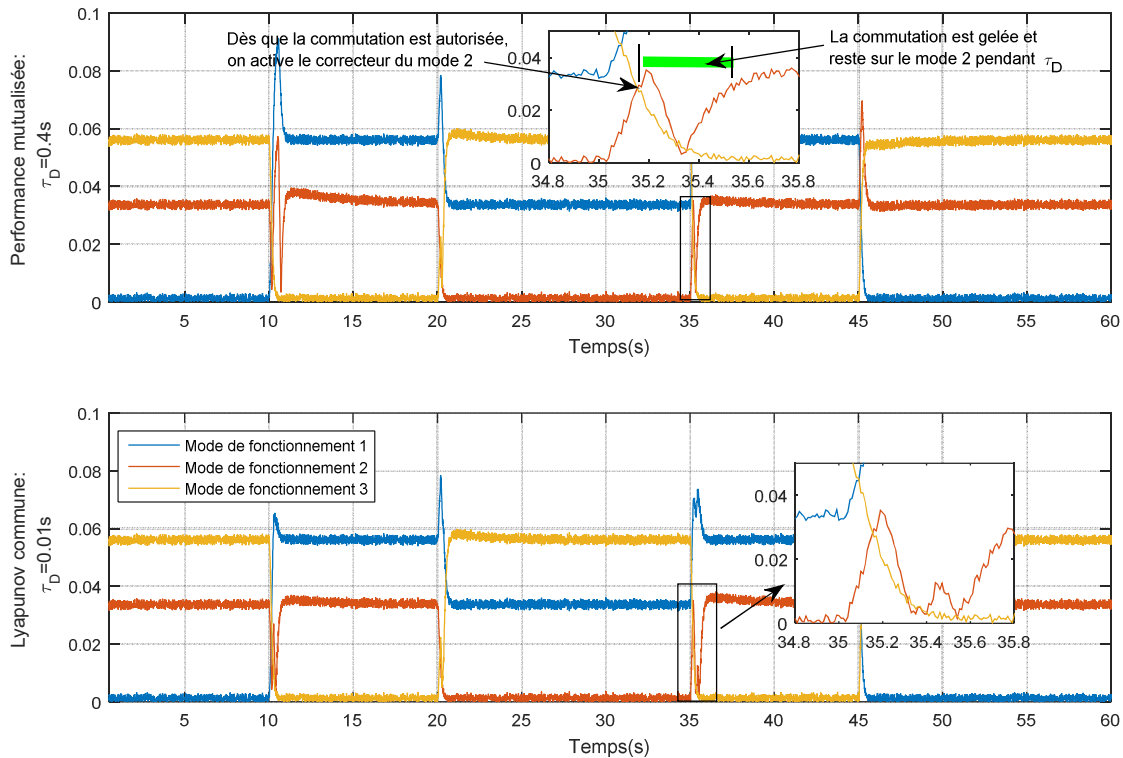 Performance mutualisée:
τ_D=0.4s
0.1
0.08
0.06
0.04
0.02
0
Dès que la commutation est autorisée,
on active le correcteur du mode 2
La commutation est gelée et
reste sur le mode 2 pendant τ_D
0.04
0.02
0
34.8 35 35.2 35.4 35.6 35.8
5 10 15 20 25 30 35 40 45 50 55 60
Temps(s)
Lyapunov commune:
τ_D=0.01s
0.1
0.08
0.06
0.04
0.02
0
Mode de fonctionnement 1
Mode de fonctionnement 2
Mode de fonctionnement 3
0.04
0.02
0
34.8 35 35.2 35.4 35.6 35.8
5 10 15 20 25 30 35 40 45 50 55 60
Temps(s)